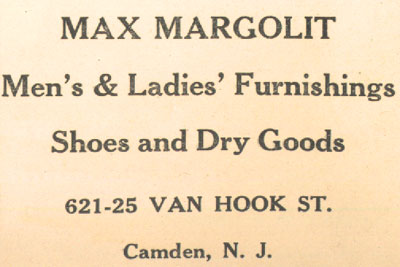 MAX MARGOLIT
Men's & Ladies' Furnishings
Shoes and Dry Goods
621-25 VAN HOOK ST.
Camden, N. J.